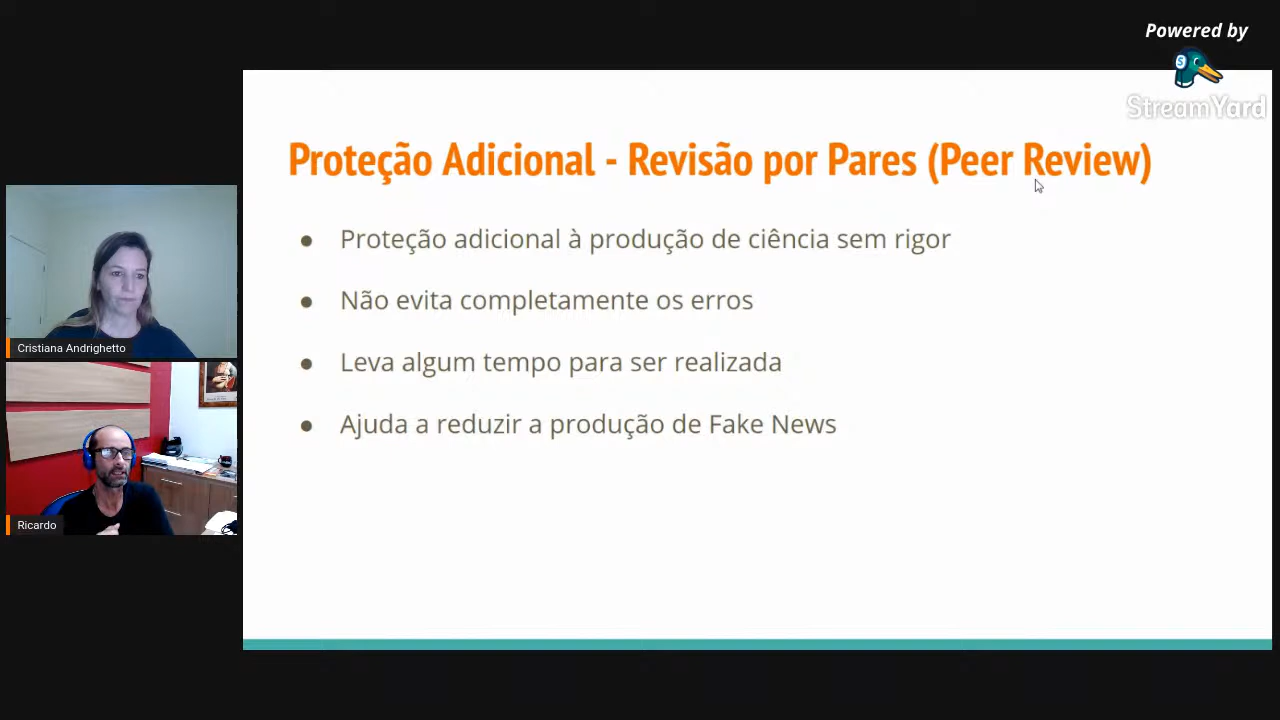 Powered by
StreamYard
Proteção Adicional - Revisão por Pares (Peer Review)
● Proteção adicional à produção de ciência sem rigor
● Não evita completamente os erros
● Leva algum tempo para ser realizada
● Ajuda a reduzir a produção de Fake News
Cristiana Andrighetto
Ricardo